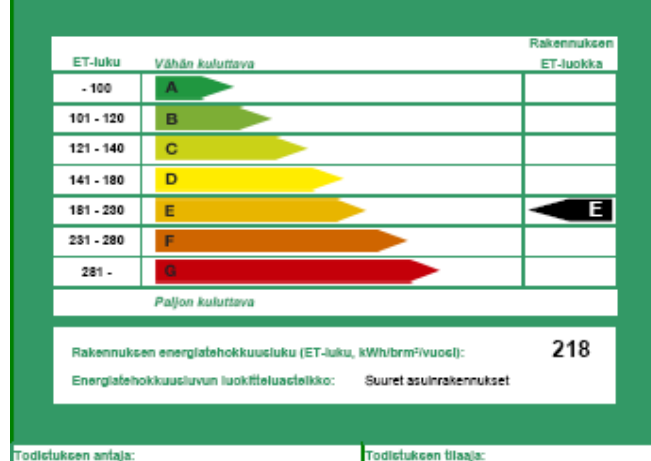 Rakennuksen
ET-luku Vähän kuluttava ET-luokka
- 100 A
101 - 120 B
121 - 140 C
141 - 180 D
181 - 230 E E
231 - 280 F
281 - G
Paljon kuluttava
Rakennuksen energiatehokkuusluku (ET-luku, kWh/brm²/vuosi): 218
Energiatehokkuusluvun luokitteluasteikko: Suuret asuinrakennukset
Todistuksen antaja: Todistuksen tilaaja: